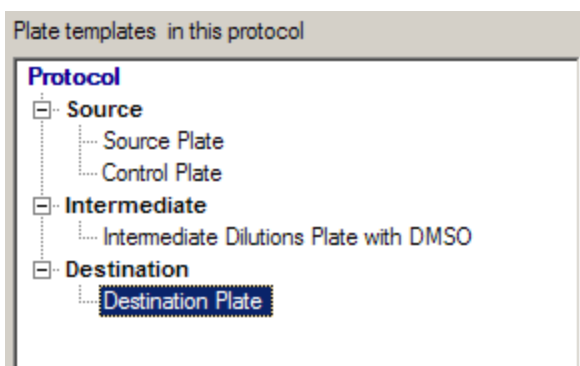 Plate templates in this protocol
Protocol
Source
Source Plate
Control Plate
Intermediate
Intermediate Dilutions Plate with DMSO
Destination
Destination Plate